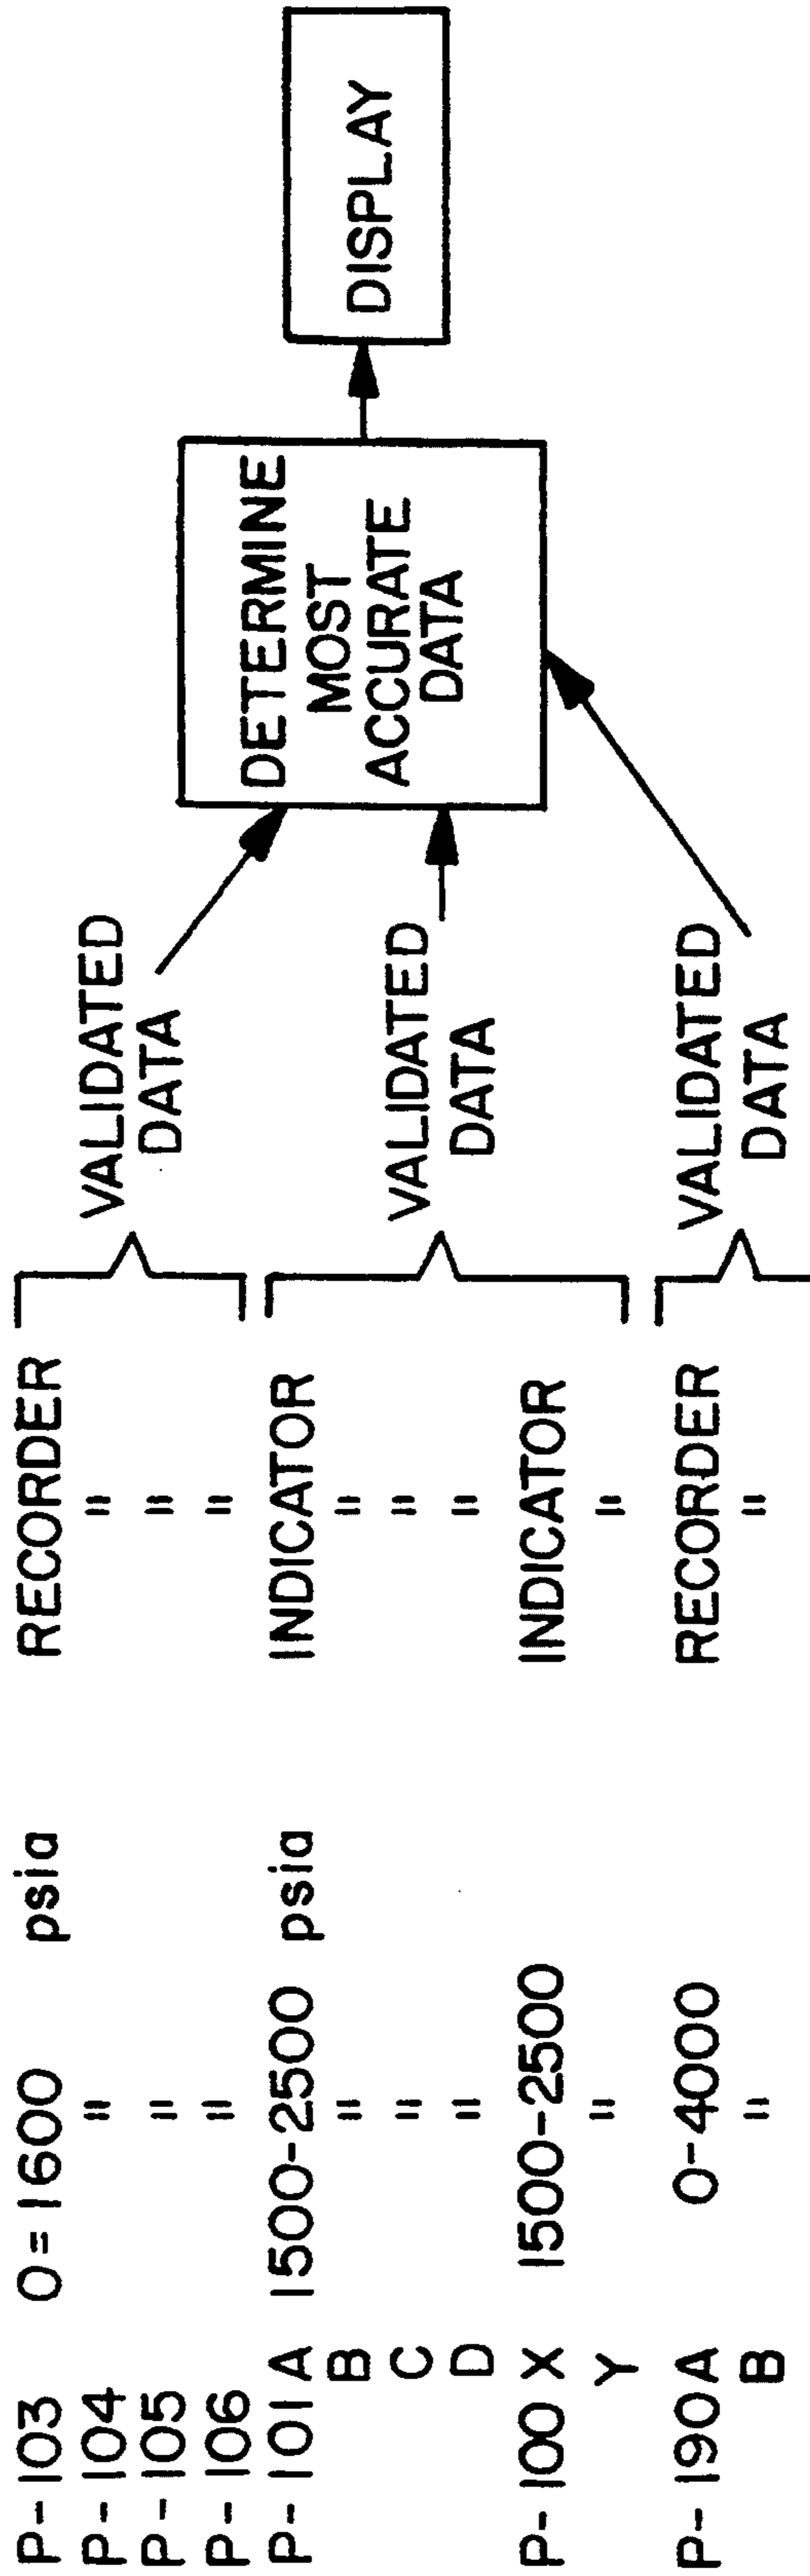 P-103 0=1600 psia RECORDER
P-104 " "
P-105 " "
P-106 " "
P-101 A 1500-2500 psia INDICATOR
B " "
C " "
D " "
P-100 X 1500-2500 INDICATOR
Y " "
P-190 A 0-4000 RECORDER
B " "
VALIDATED
DATA
VALIDATED
DATA
VALIDATED
DATA
DETERMINE
MOST
ACCURATE
DATA
DISPLAY